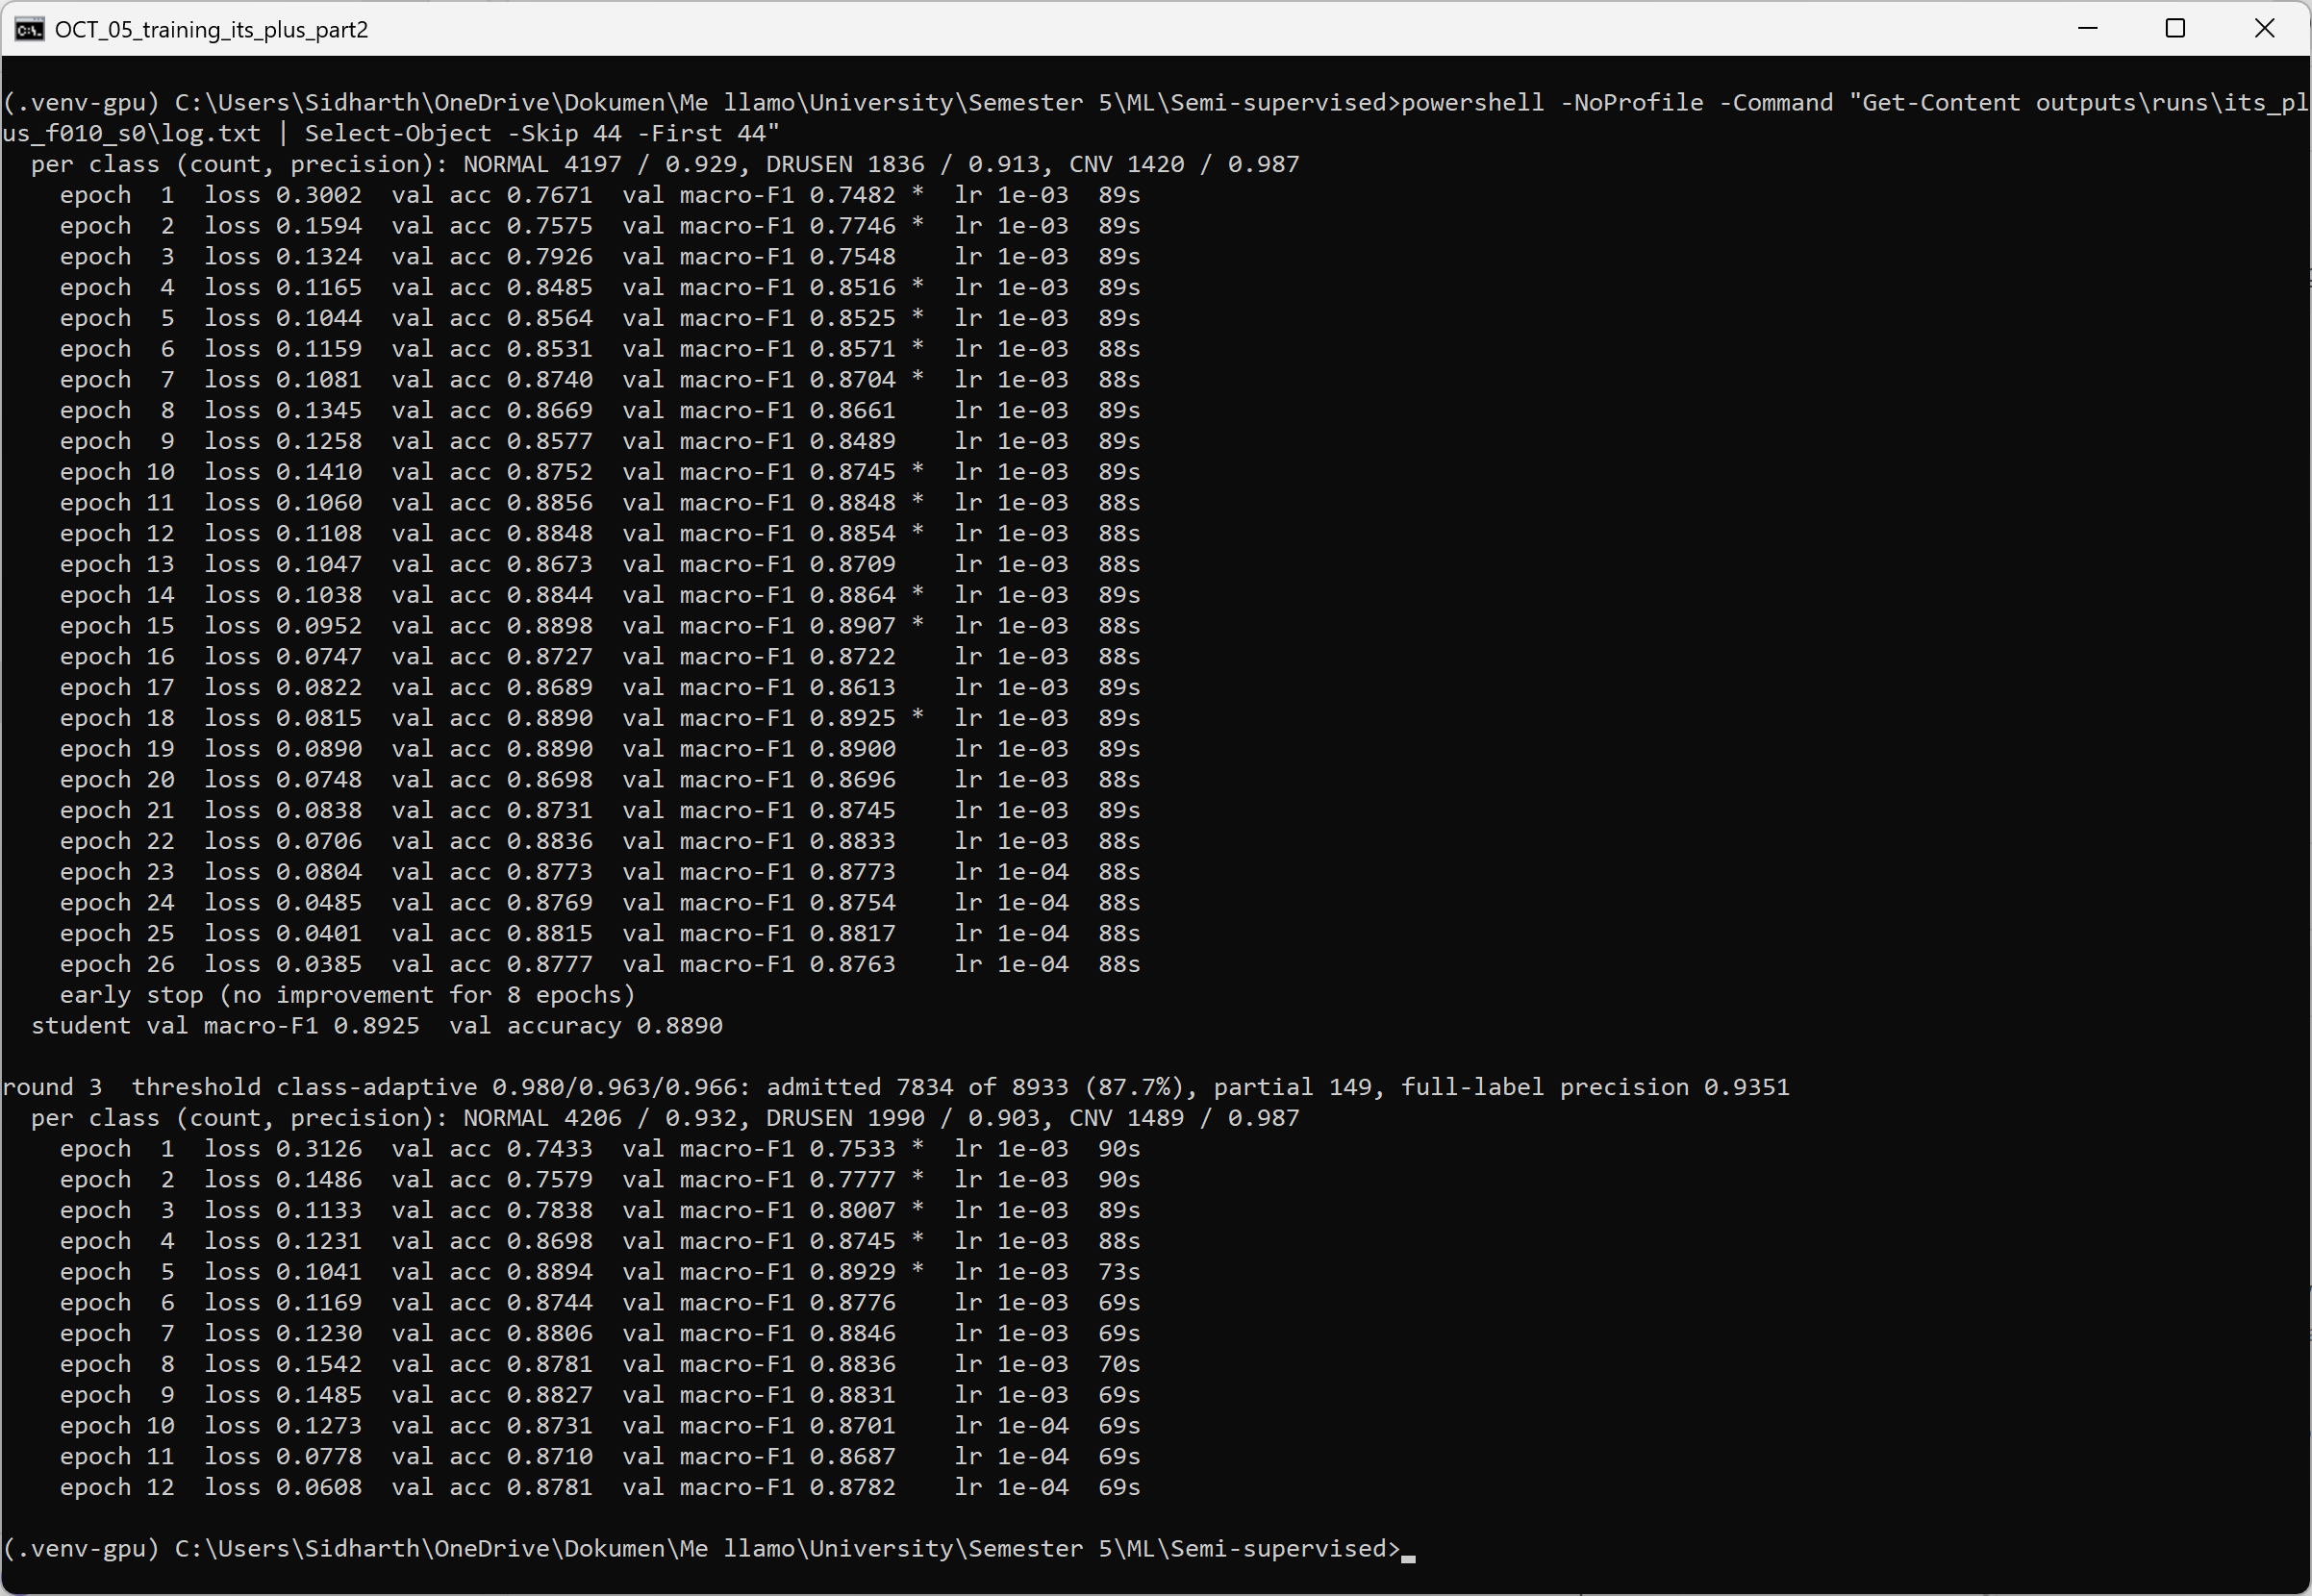 OCT_05_training_its_plus_part2
(.venv-gpu) C:\Users\Sidharth\OneDrive\Dokumen\Me llamo\University\Semester 5\ML\Semi-supervised>powershell -NoProfile -Command "Get-Content outputs\runs\its_pl
us_f010_s0\log.txt | Select-Object -Skip 44 -First 44"
  per class (count, precision): NORMAL 4197 / 0.929, DRUSEN 1836 / 0.913, CNV 1420 / 0.987
    epoch  1  loss 0.3002  val acc 0.7671  val macro-F1 0.7482 *  lr 1e-03  89s
    epoch  2  loss 0.1594  val acc 0.7575  val macro-F1 0.7746 *  lr 1e-03  89s
    epoch  3  loss 0.1324  val acc 0.7926  val macro-F1 0.7548    lr 1e-03  89s
    epoch  4  loss 0.1165  val acc 0.8485  val macro-F1 0.8516 *  lr 1e-03  89s
    epoch  5  loss 0.1044  val acc 0.8564  val macro-F1 0.8525 *  lr 1e-03  89s
    epoch  6  loss 0.1159  val acc 0.8531  val macro-F1 0.8571 *  lr 1e-03  88s
    epoch  7  loss 0.1081  val acc 0.8740  val macro-F1 0.8704 *  lr 1e-03  88s
    epoch  8  loss 0.1345  val acc 0.8669  val macro-F1 0.8661    lr 1e-03  89s
    epoch  9  loss 0.1258  val acc 0.8577  val macro-F1 0.8489    lr 1e-03  89s
    epoch 10  loss 0.1410  val acc 0.8752  val macro-F1 0.8745 *  lr 1e-03  89s
    epoch 11  loss 0.1060  val acc 0.8856  val macro-F1 0.8848 *  lr 1e-03  88s
    epoch 12  loss 0.1108  val acc 0.8848  val macro-F1 0.8854 *  lr 1e-03  88s
    epoch 13  loss 0.1047  val acc 0.8673  val macro-F1 0.8709    lr 1e-03  88s
    epoch 14  loss 0.1038  val acc 0.8844  val macro-F1 0.8864 *  lr 1e-03  89s
    epoch 15  loss 0.0952  val acc 0.8898  val macro-F1 0.8907 *  lr 1e-03  88s
    epoch 16  loss 0.0747  val acc 0.8727  val macro-F1 0.8722    lr 1e-03  88s
    epoch 17  loss 0.0822  val acc 0.8689  val macro-F1 0.8613    lr 1e-03  89s
    epoch 18  loss 0.0815  val acc 0.8890  val macro-F1 0.8925 *  lr 1e-03  89s
    epoch 19  loss 0.0890  val acc 0.8890  val macro-F1 0.8900    lr 1e-03  89s
    epoch 20  loss 0.0748  val acc 0.8698  val macro-F1 0.8696    lr 1e-03  88s
    epoch 21  loss 0.0838  val acc 0.8731  val macro-F1 0.8745    lr 1e-03  89s
    epoch 22  loss 0.0706  val acc 0.8836  val macro-F1 0.8833    lr 1e-03  88s
    epoch 23  loss 0.0804  val acc 0.8773  val macro-F1 0.8773    lr 1e-04  88s
    epoch 24  loss 0.0485  val acc 0.8769  val macro-F1 0.8754    lr 1e-04  88s
    epoch 25  loss 0.0401  val acc 0.8815  val macro-F1 0.8817    lr 1e-04  88s
    epoch 26  loss 0.0385  val acc 0.8777  val macro-F1 0.8763    lr 1e-04  88s
    early stop (no improvement for 8 epochs)
  student val macro-F1 0.8925  val accuracy 0.8890
round 3  threshold class-adaptive 0.980/0.963/0.966: admitted 7834 of 8933 (87.7%), partial 149, full-label precision 0.9351
  per class (count, precision): NORMAL 4206 / 0.932, DRUSEN 1990 / 0.903, CNV 1489 / 0.987
    epoch  1  loss 0.3126  val acc 0.7433  val macro-F1 0.7533 *  lr 1e-03  90s
    epoch  2  loss 0.1486  val acc 0.7579  val macro-F1 0.7777 *  lr 1e-03  90s
    epoch  3  loss 0.1133  val acc 0.7838  val macro-F1 0.8007 *  lr 1e-03  89s
    epoch  4  loss 0.1231  val acc 0.8698  val macro-F1 0.8745 *  lr 1e-03  88s
    epoch  5  loss 0.1041  val acc 0.8894  val macro-F1 0.8929 *  lr 1e-03  73s
    epoch  6  loss 0.1169  val acc 0.8744  val macro-F1 0.8776    lr 1e-03  69s
    epoch  7  loss 0.1230  val acc 0.8806  val macro-F1 0.8846    lr 1e-03  69s
    epoch  8  loss 0.1542  val acc 0.8781  val macro-F1 0.8836    lr 1e-03  70s
    epoch  9  loss 0.1485  val acc 0.8827  val macro-F1 0.8831    lr 1e-03  69s
    epoch 10  loss 0.1273  val acc 0.8731  val macro-F1 0.8701    lr 1e-04  69s
    epoch 11  loss 0.0778  val acc 0.8710  val macro-F1 0.8687    lr 1e-04  69s
    epoch 12  loss 0.0608  val acc 0.8781  val macro-F1 0.8782    lr 1e-04  69s
(.venv-gpu) C:\Users\Sidharth\OneDrive\Dokumen\Me llamo\University\Semester 5\ML\Semi-supervised>